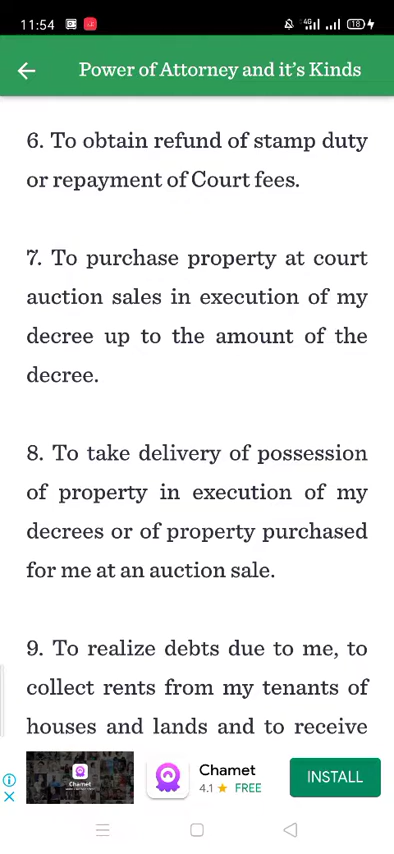 11:54
4G
18
Power of Attorney and it's Kinds
6. To obtain refund of stamp duty
or repayment of Court fees.
7. To purchase property at court
auction sales in execution of my
decree up to the amount of the
decree.
8. To take delivery of possession
of property in execution of my
decrees or of property purchased
for me at an auction sale.
9. To realize debts due to me, to
collect rents from my tenants of
houses and lands and to receive
Chamet
Chamet
4.1 ★ FREE
INSTALL